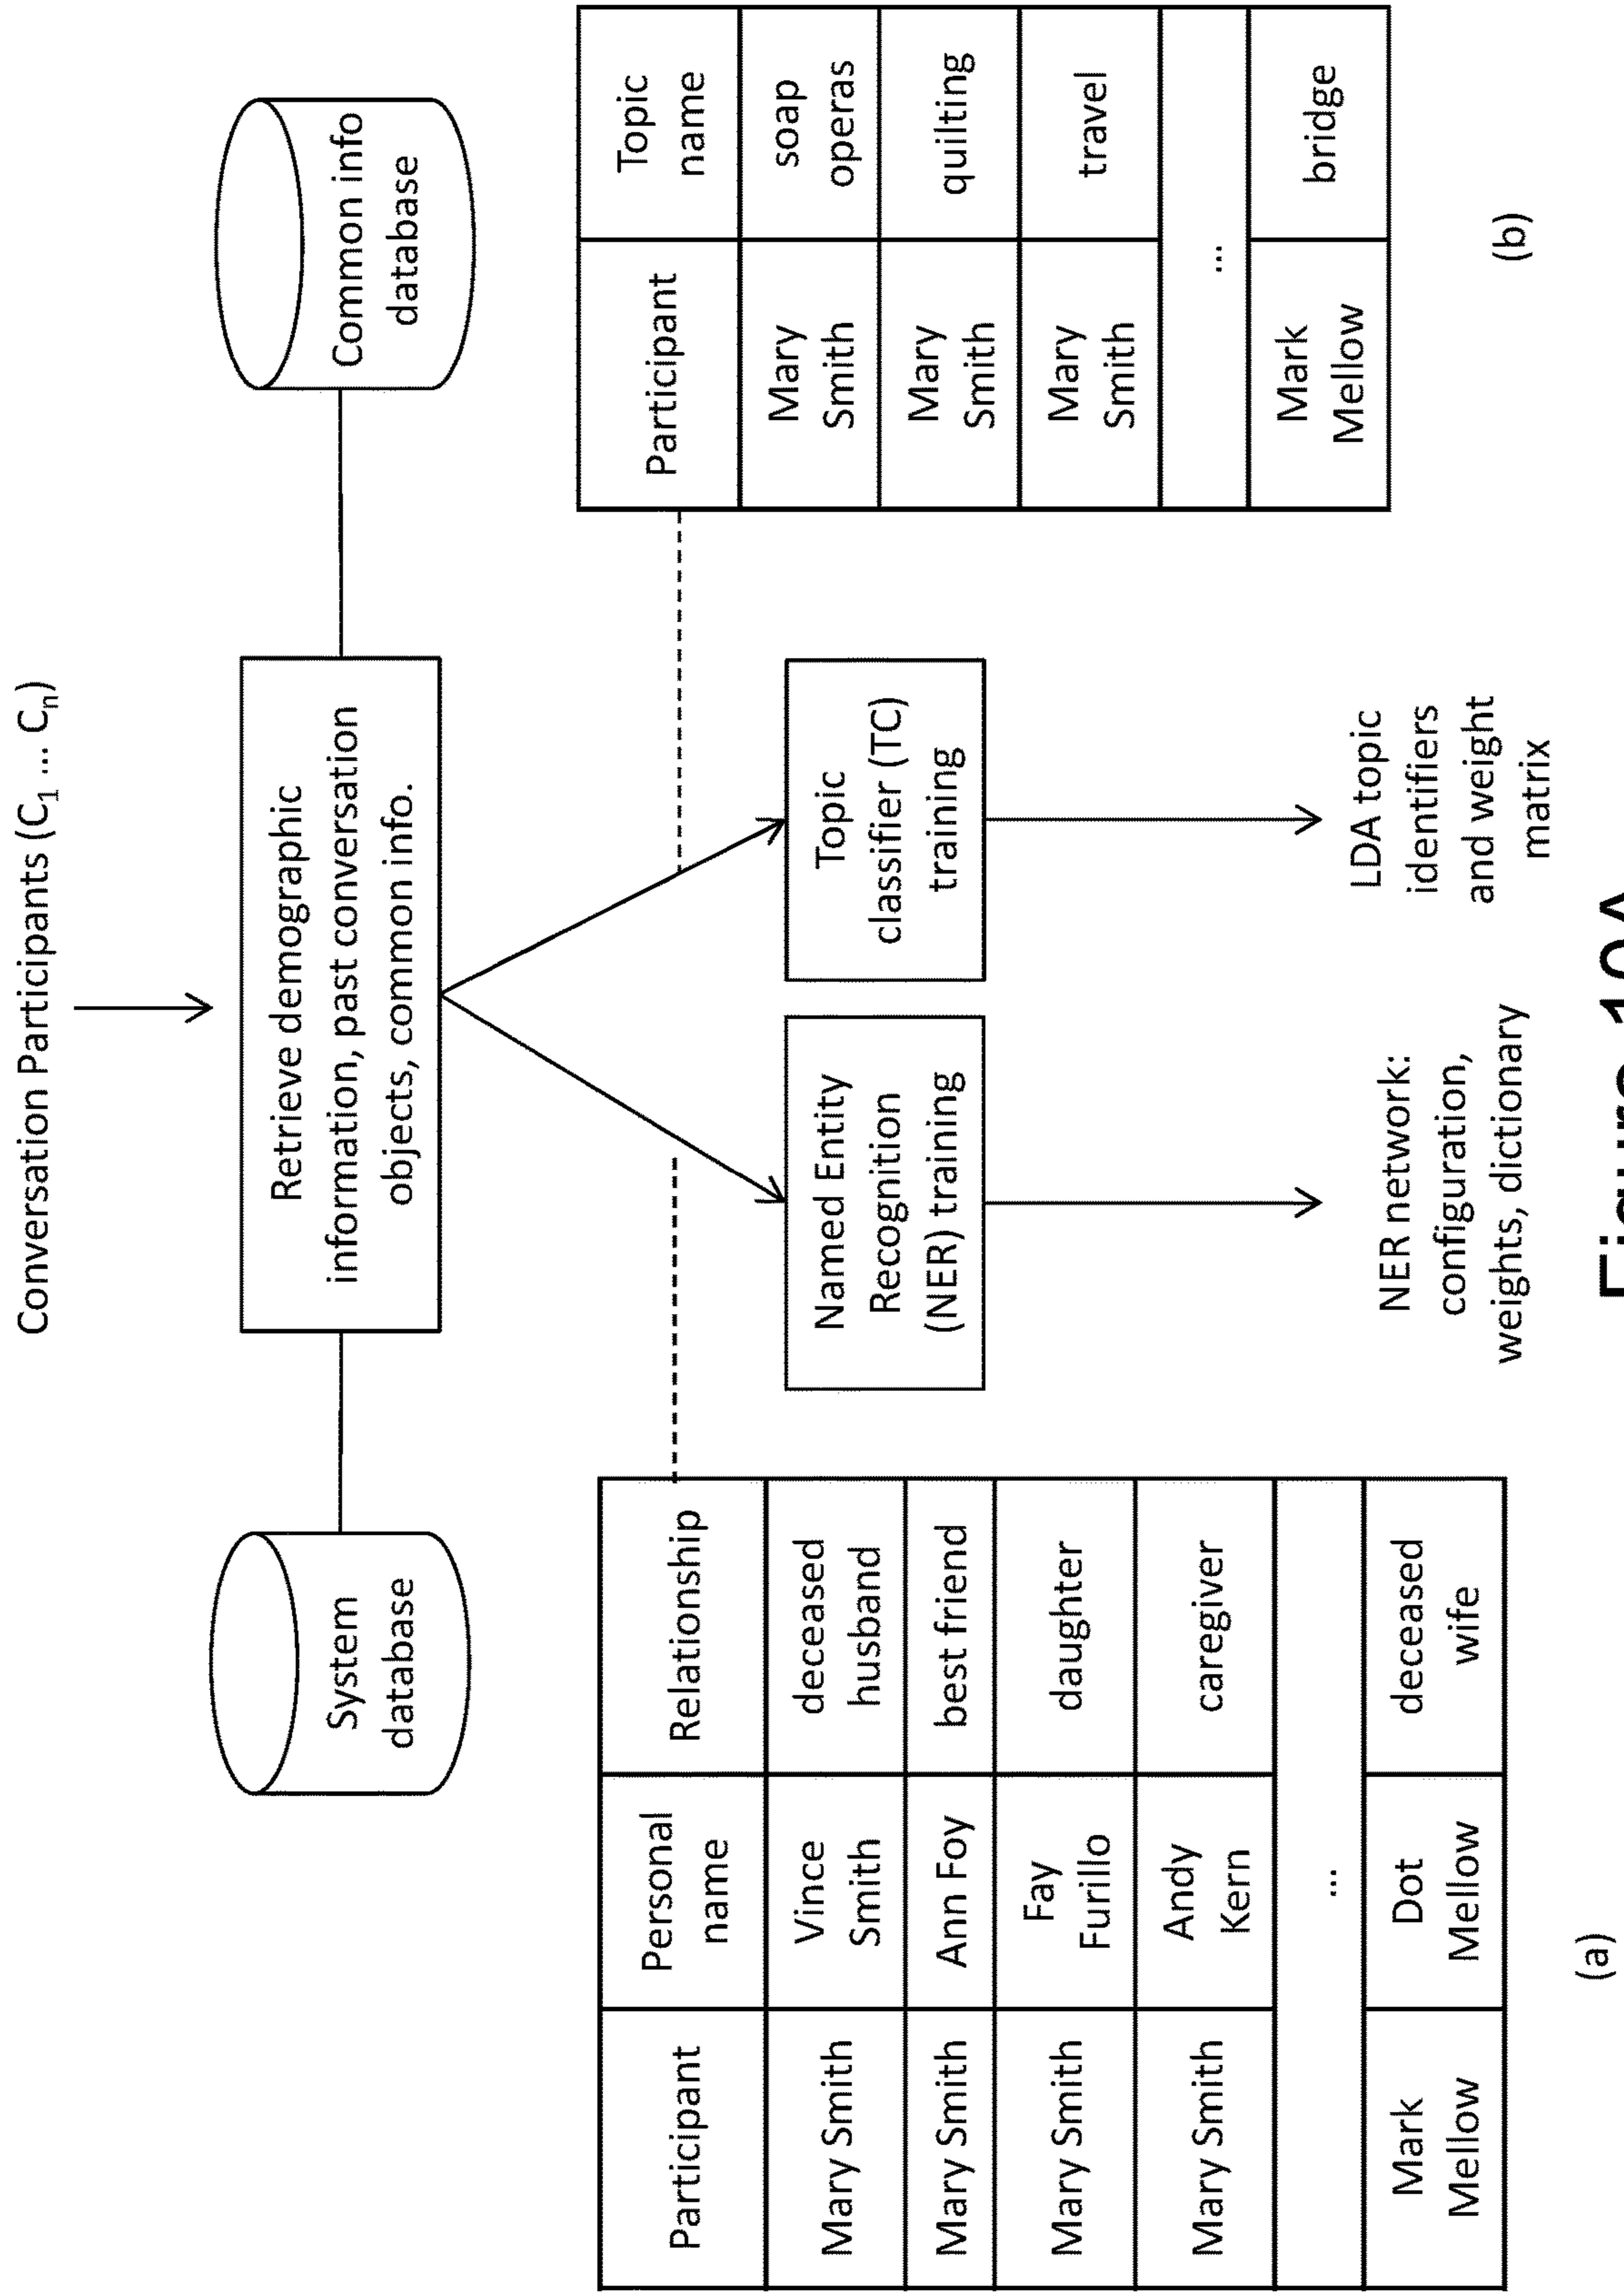 Conversation Participants (C1 ... Cn)
System
database
Retrieve demographic
information, past conversation
objects, common info.
Common info
database
Participant
Personal
name
Relationship
Mary Smith
Vince
Smith
deceased
husband
Mary Smith
Ann Foy
best friend
Mary Smith
Fay
Furillo
daughter
Mary Smith
Andy
Kern
caregiver
...
Mark
Mellow
Dot
Mellow
deceased
wife
(a)
Named Entity
Recognition
(NER) training
NER network:
configuration,
weights, dictionary
Topic
classifier (TC)
training
LDA topic
identifiers
and weight
matrix
Participant
Topic
name
Mary
Smith
soap
operas
Mary
Smith
quilting
Mary
Smith
travel
...
Mark
Mellow
bridge
(b)
Figure 10A